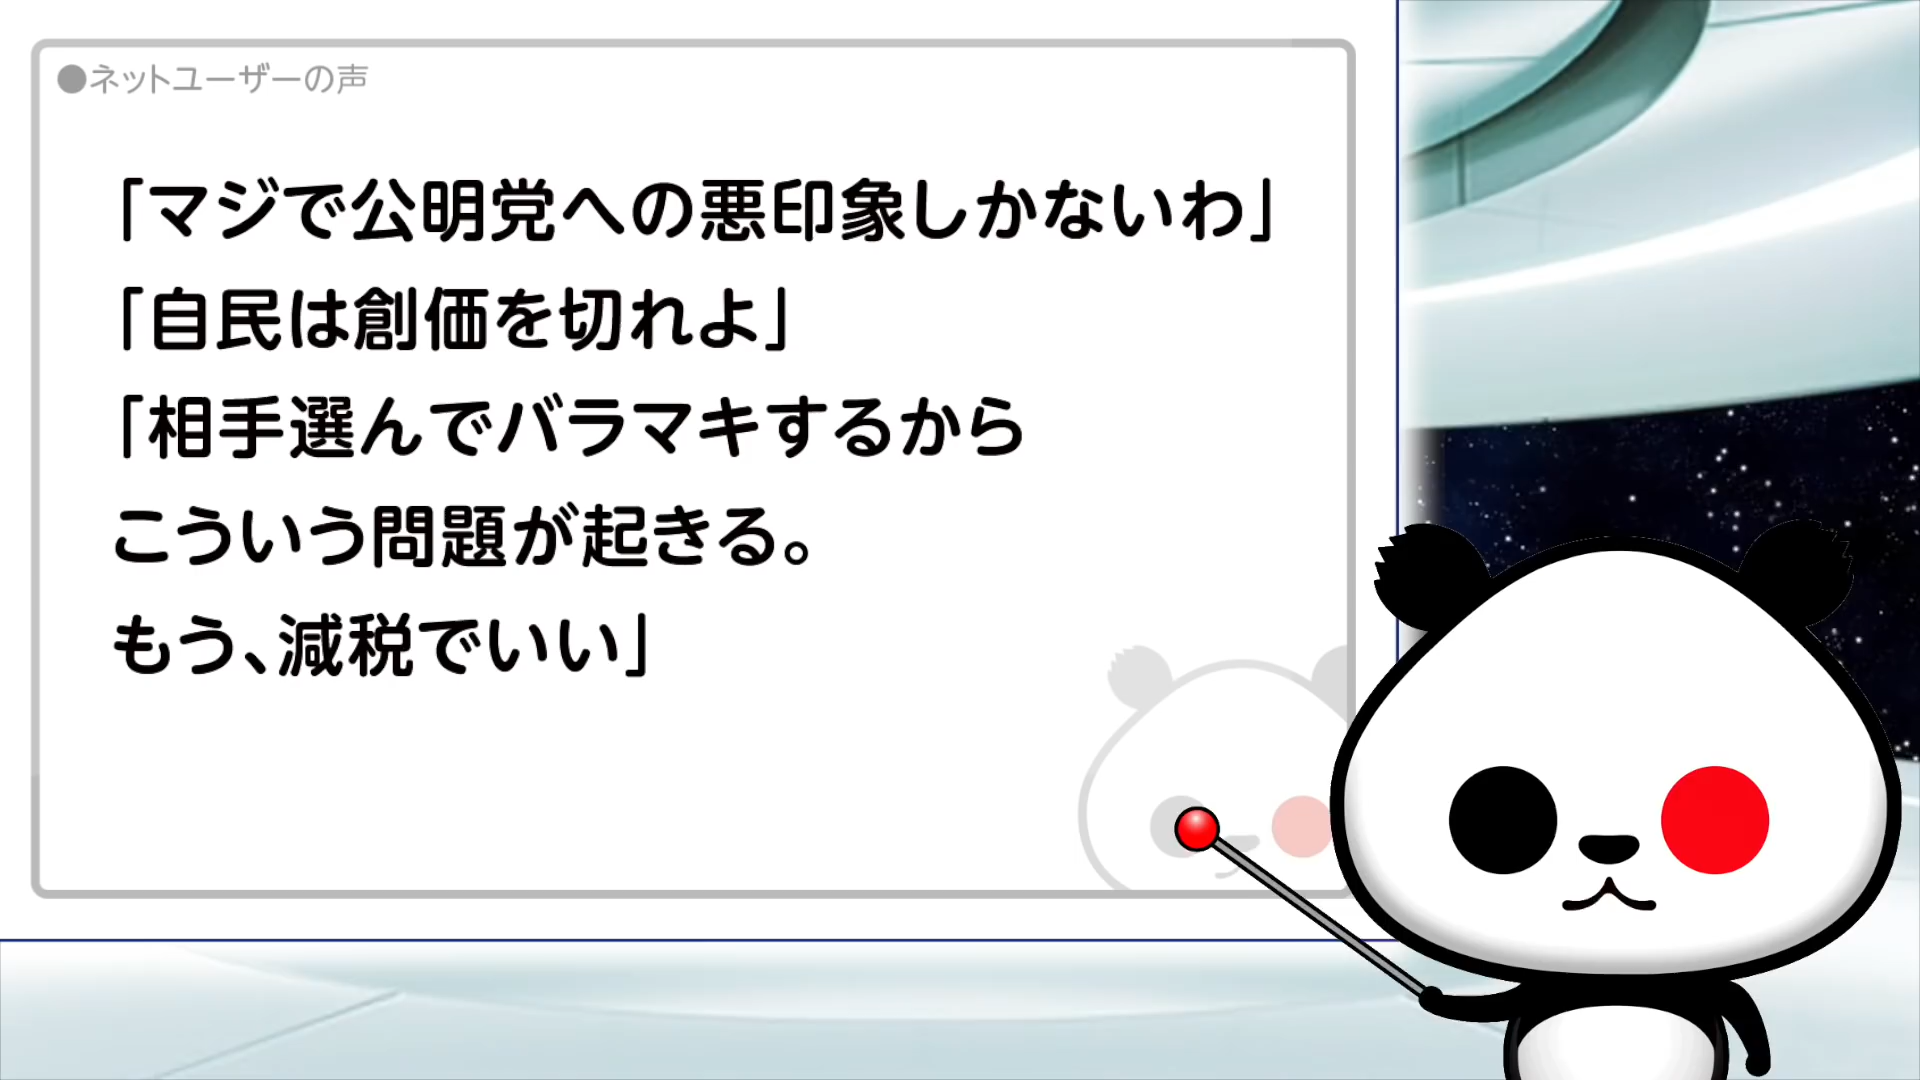 ●ネットユーザーの声
「マジで公明党への悪印象しかないわ」
「自民は創価を切れよ」
「相手選んでバラマキするから
こういう問題が起きる。
もう、減税でいい」